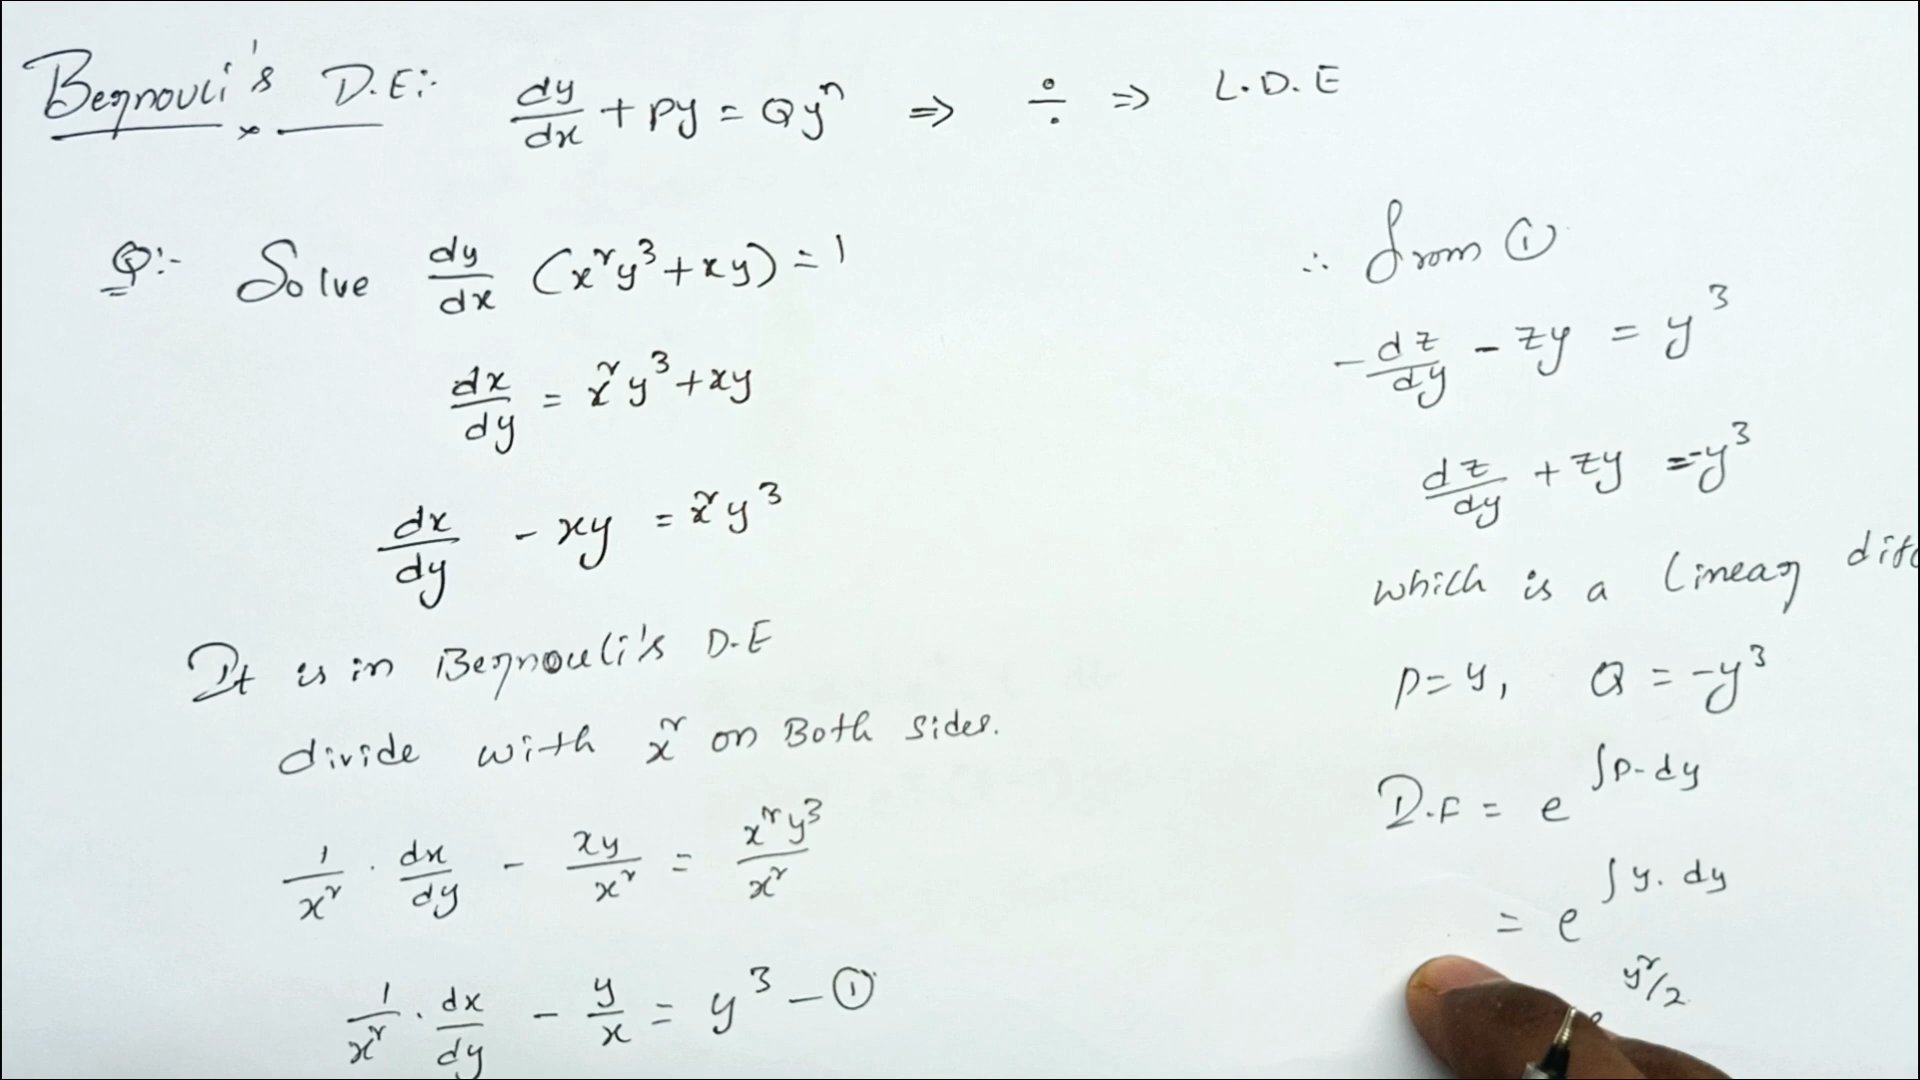 Bernouli's D.E:- dy/dx + Py = Qyⁿ ⇒ ÷ ⇒ L.D.E
Q:- Solve dy/dx (x²y³+xy) = 1
dx/dy = x²y³+xy
dx/dy - xy = x²y³
It is in Bernouli's D.E
divide with x² on Both sides.
1/x² · dx/dy - xy/x² = x²y³/x²
1/x² · dx/dy - y/x = y³ - ①
∴ from ①
-dz/dy - zy = y³
dz/dy + zy = -y³
which is a linear
P = y, Q = -y³
I.F = e^∫P·dy
= e^∫y·dy
e^y²/2